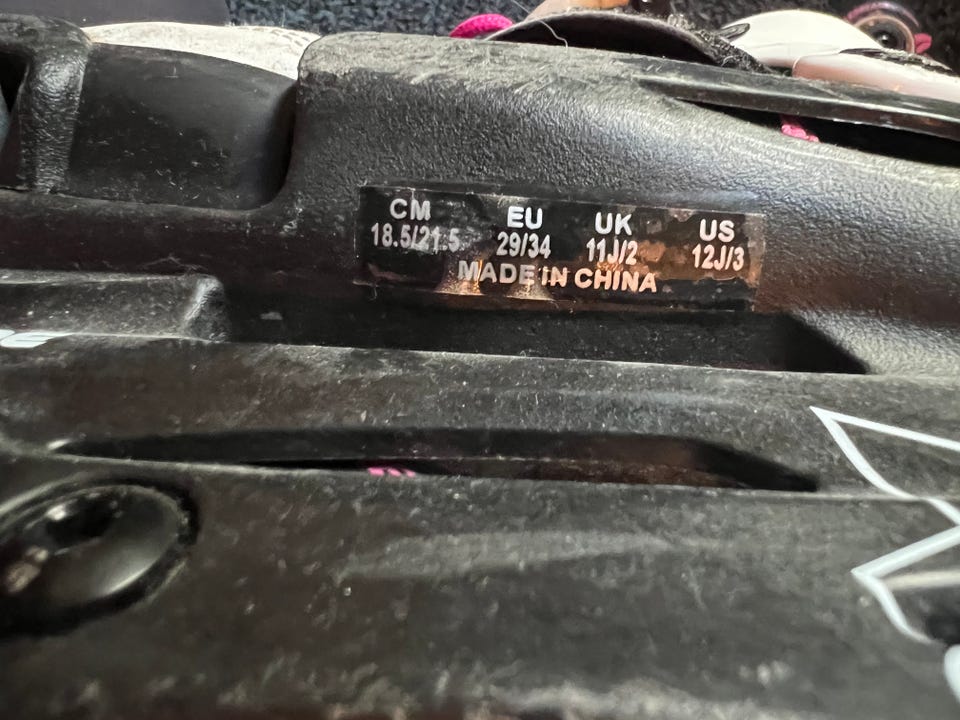 CM EU UK US
18.5/21.5 29/34 11J/2 12J/3
MADE IN CHINA